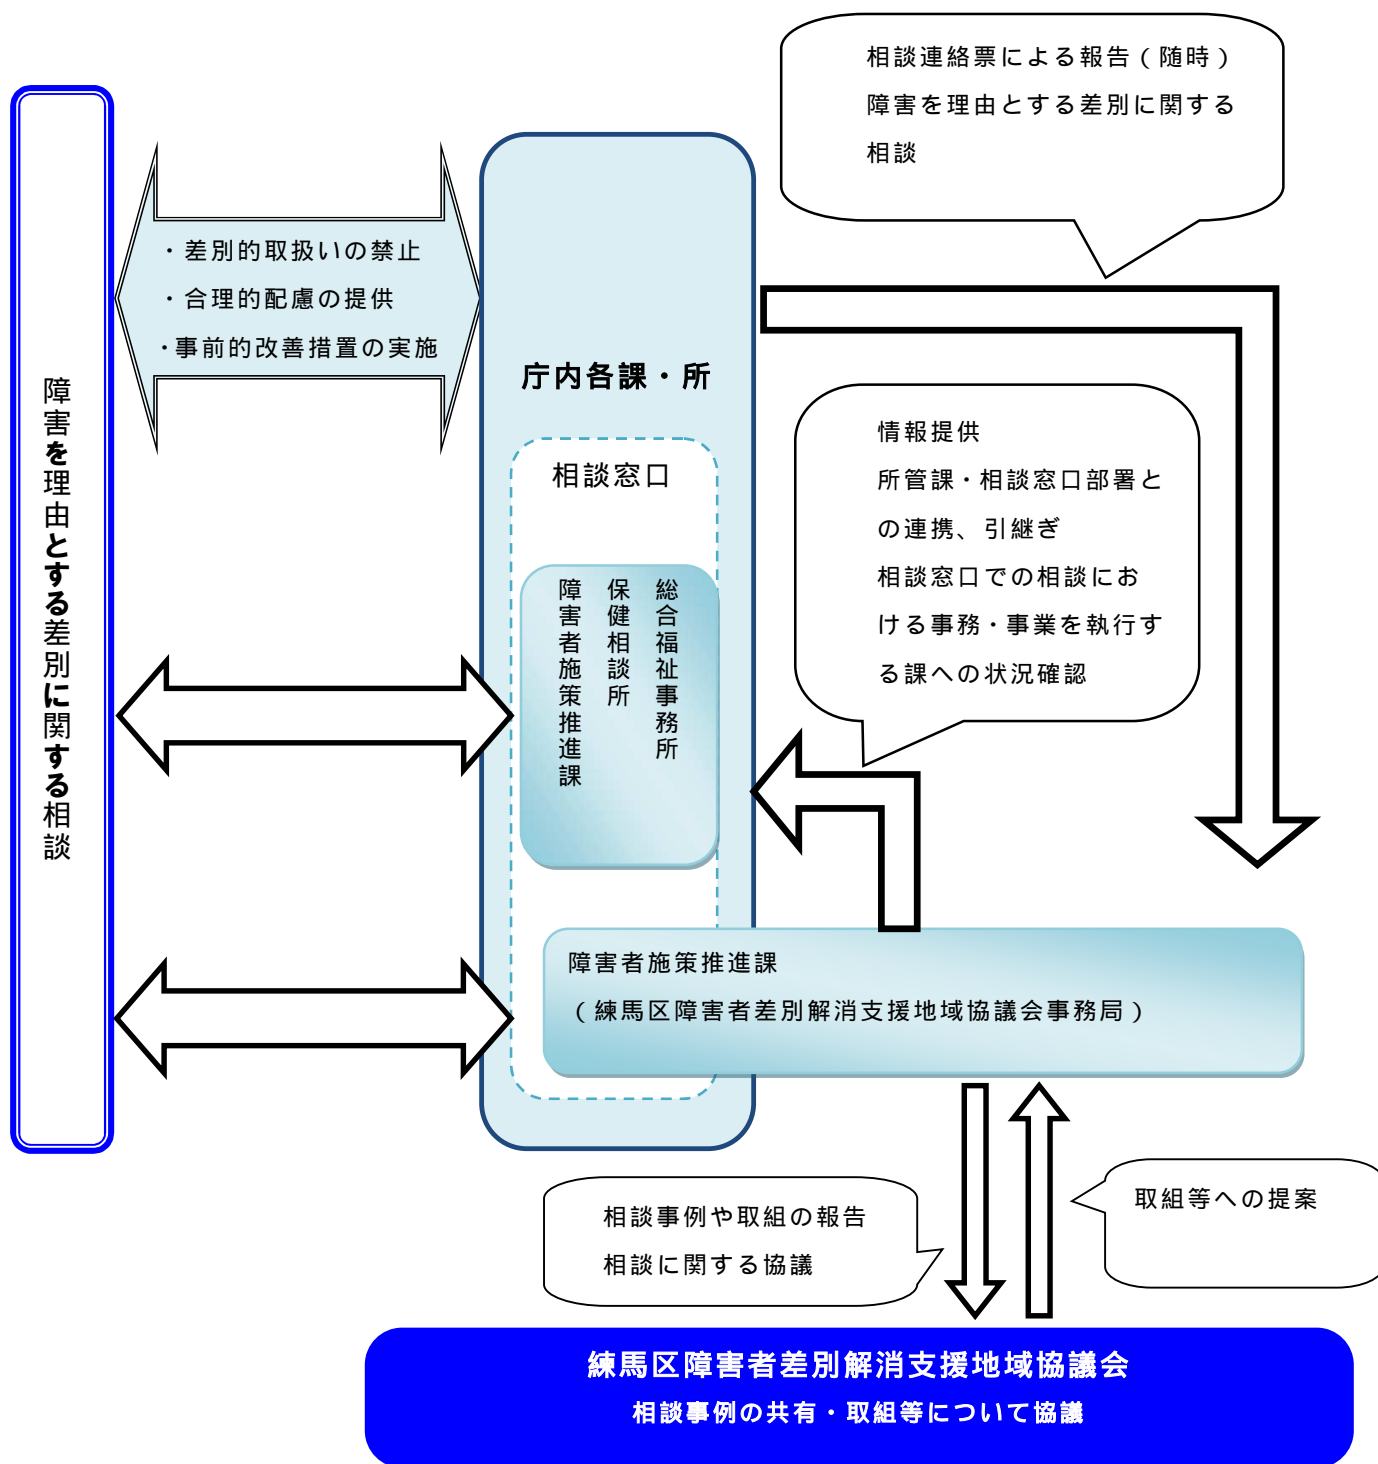 相談連絡票による報告（随時）
障害を理由とする差別に関する
相談
障害を理由とする差別に関する相談
・差別的取扱いの禁止
・合理的配慮の提供
・事前的改善措置の実施
庁内各課・所
相談窓口
総合福祉事務所
保健相談所
障害者施策推進課
情報提供
所管課・相談窓口部署と
の連携、引継ぎ
相談窓口での相談にお
ける事務・事業を執行す
る課への状況確認
障害者施策推進課
（練馬区障害者差別解消支援地域協議会事務局）
相談事例や取組の報告
相談に関する協議
取組等への提案
練馬区障害者差別解消支援地域協議会
相談事例の共有・取組等について協議